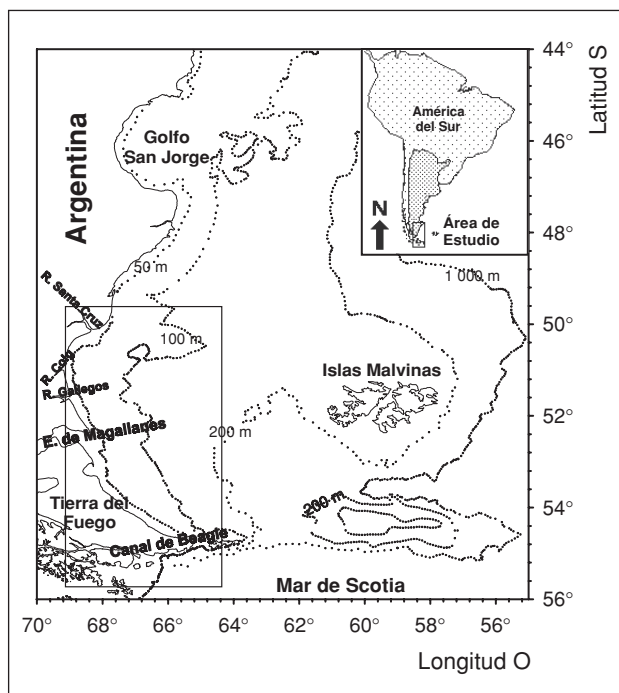 44°
46°
48°
50°
52°
54°
56°
Latitud S
70°
68°
66°
64°
62°
60°
58°
56°
Longitud O
Argentina
Golfo
San Jorge
América
del Sur
N
Área de
Estudio
50 m
1 000 m
R. Santa Cruz
100 m
R. Coig
R. Gallegos
Islas Malvinas
E. de Magallanes
200 m
Tierra del
Fuego
200 m
Canal de Beagle
Mar de Scotia